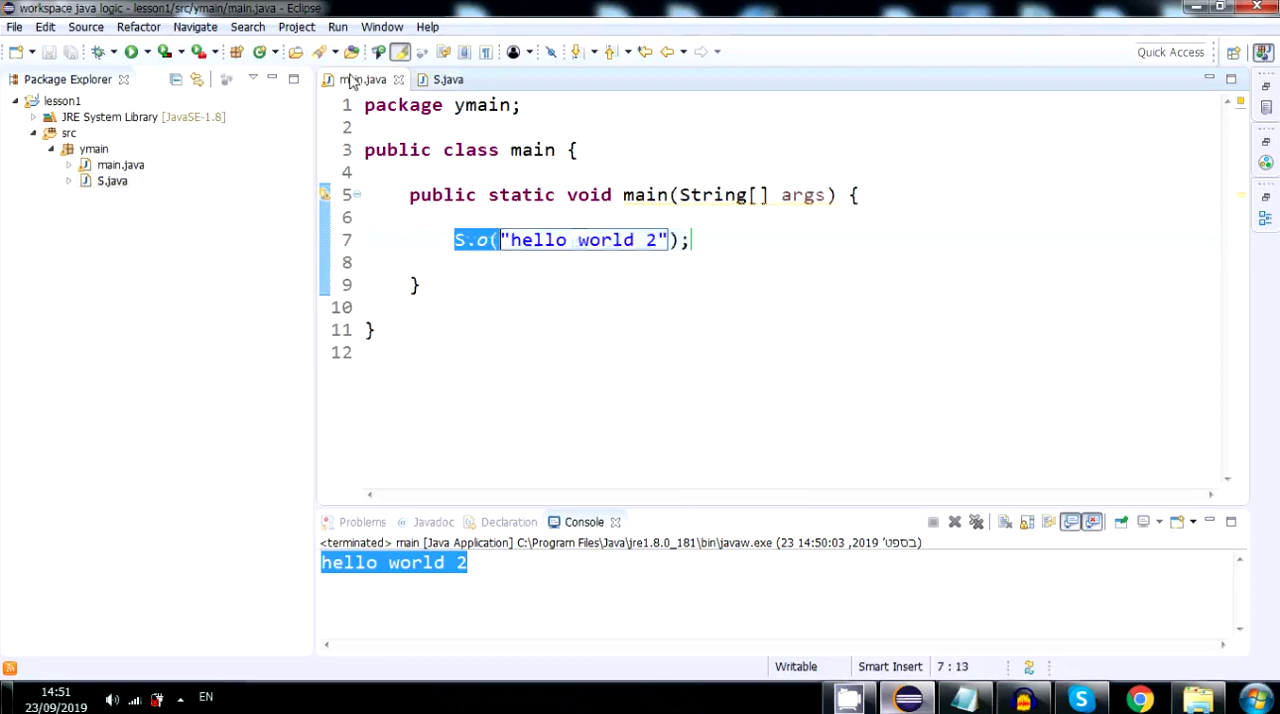 workspace java logic - lesson1/src/ymain/main.java - Eclipse
File Edit Source Refactor Navigate Search Project Run Window Help
Quick Access
Package Explorer
main.java
S.java
lesson1
JRE System Library [JavaSE-1.8]
src
ymain
main.java
S.java
1 package ymain;
2
3 public class main {
4
5 public static void main(String[] args) {
6
7 S.o("hello world 2");
8
9 }
10
11 }
12
Problems Javadoc Declaration Console
<terminated> main [Java Application] C:\Program Files\Java\jre1.8.0_181\bin\javaw.exe (23 בספט׳ 2019, 14:50:03)
hello world 2
Writable Smart Insert 7 : 13
14:51
23/09/2019
EN